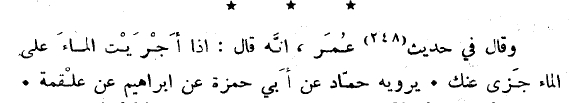 * * *
وقال في حديث(٢٤٨) عُمَرَ ، انّه قال : اذا أَجْرَيْتَ الماءَ على
الماء جَزى عنك • يرويه حمّاد عن أبي حمزة عن ابراهيم عن علقمة •